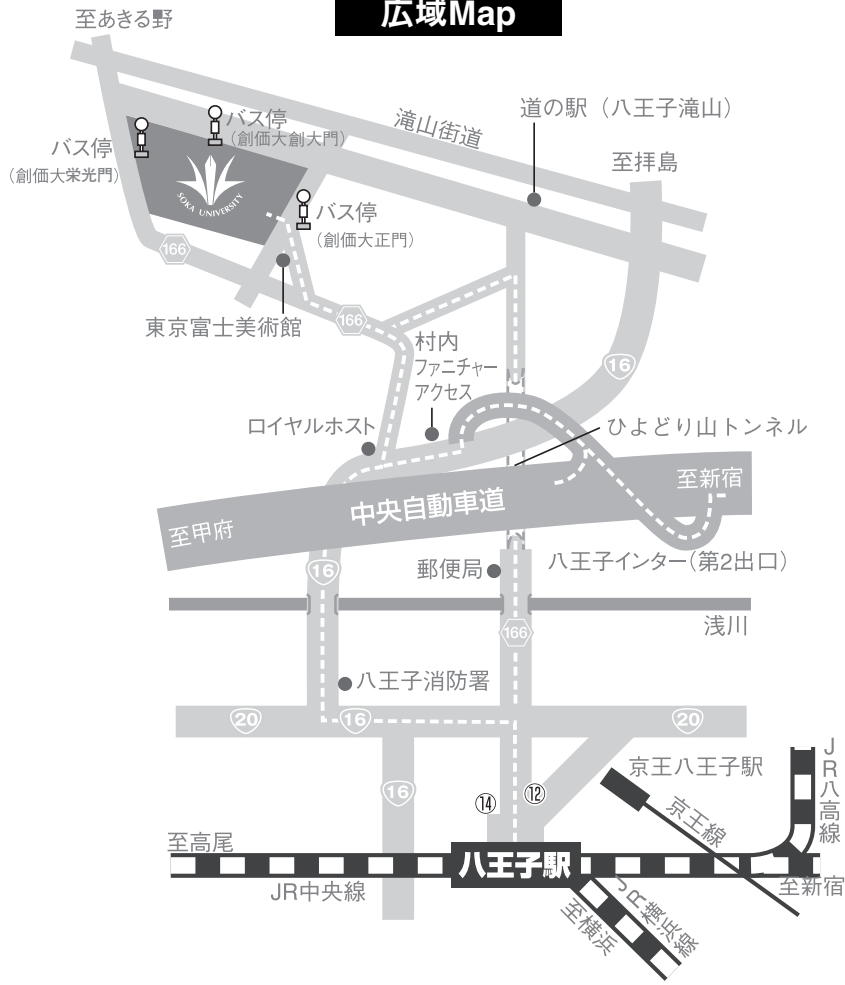 広域Map
至あきる野
バス停
(創価大創大門)
滝山街道
道の駅（八王子滝山）
バス停
(創価大栄光門)
至拝島
SOKA UNIVERSITY
バス停
(創価大正門)
166
東京富士美術館
166
村内
ファニチャー
アクセス
16
ロイヤルホスト
ひよどり山トンネル
至新宿
中央自動車道
至甲府
八王子インター(第2出口)
郵便局
16
浅川
166
八王子消防署
20
16
20
16
⑭
⑫
京王八王子駅
JR八高線
京王線
至高尾
八王子駅
JR中央線
至新宿
JR横浜線
至横浜